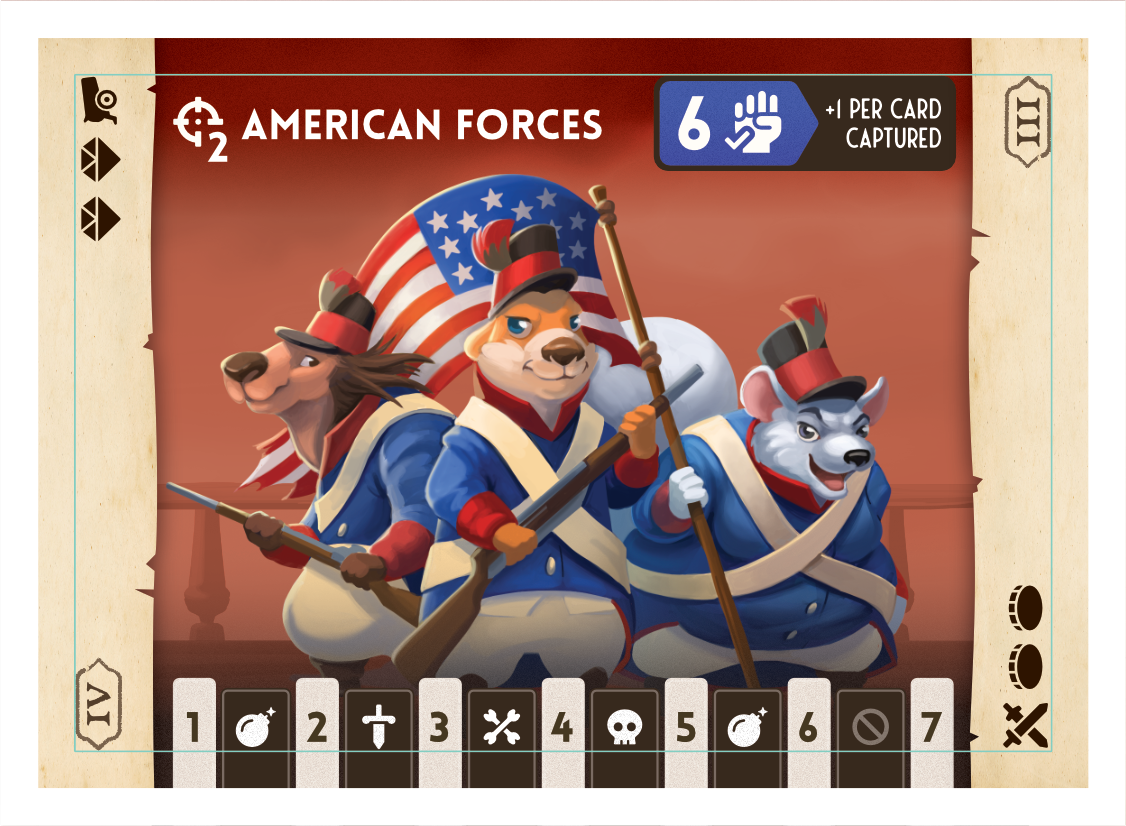 2 AMERICAN FORCES
6
+1 PER CARD
CAPTURED
III
IV
1 2 3 4 5 6 7